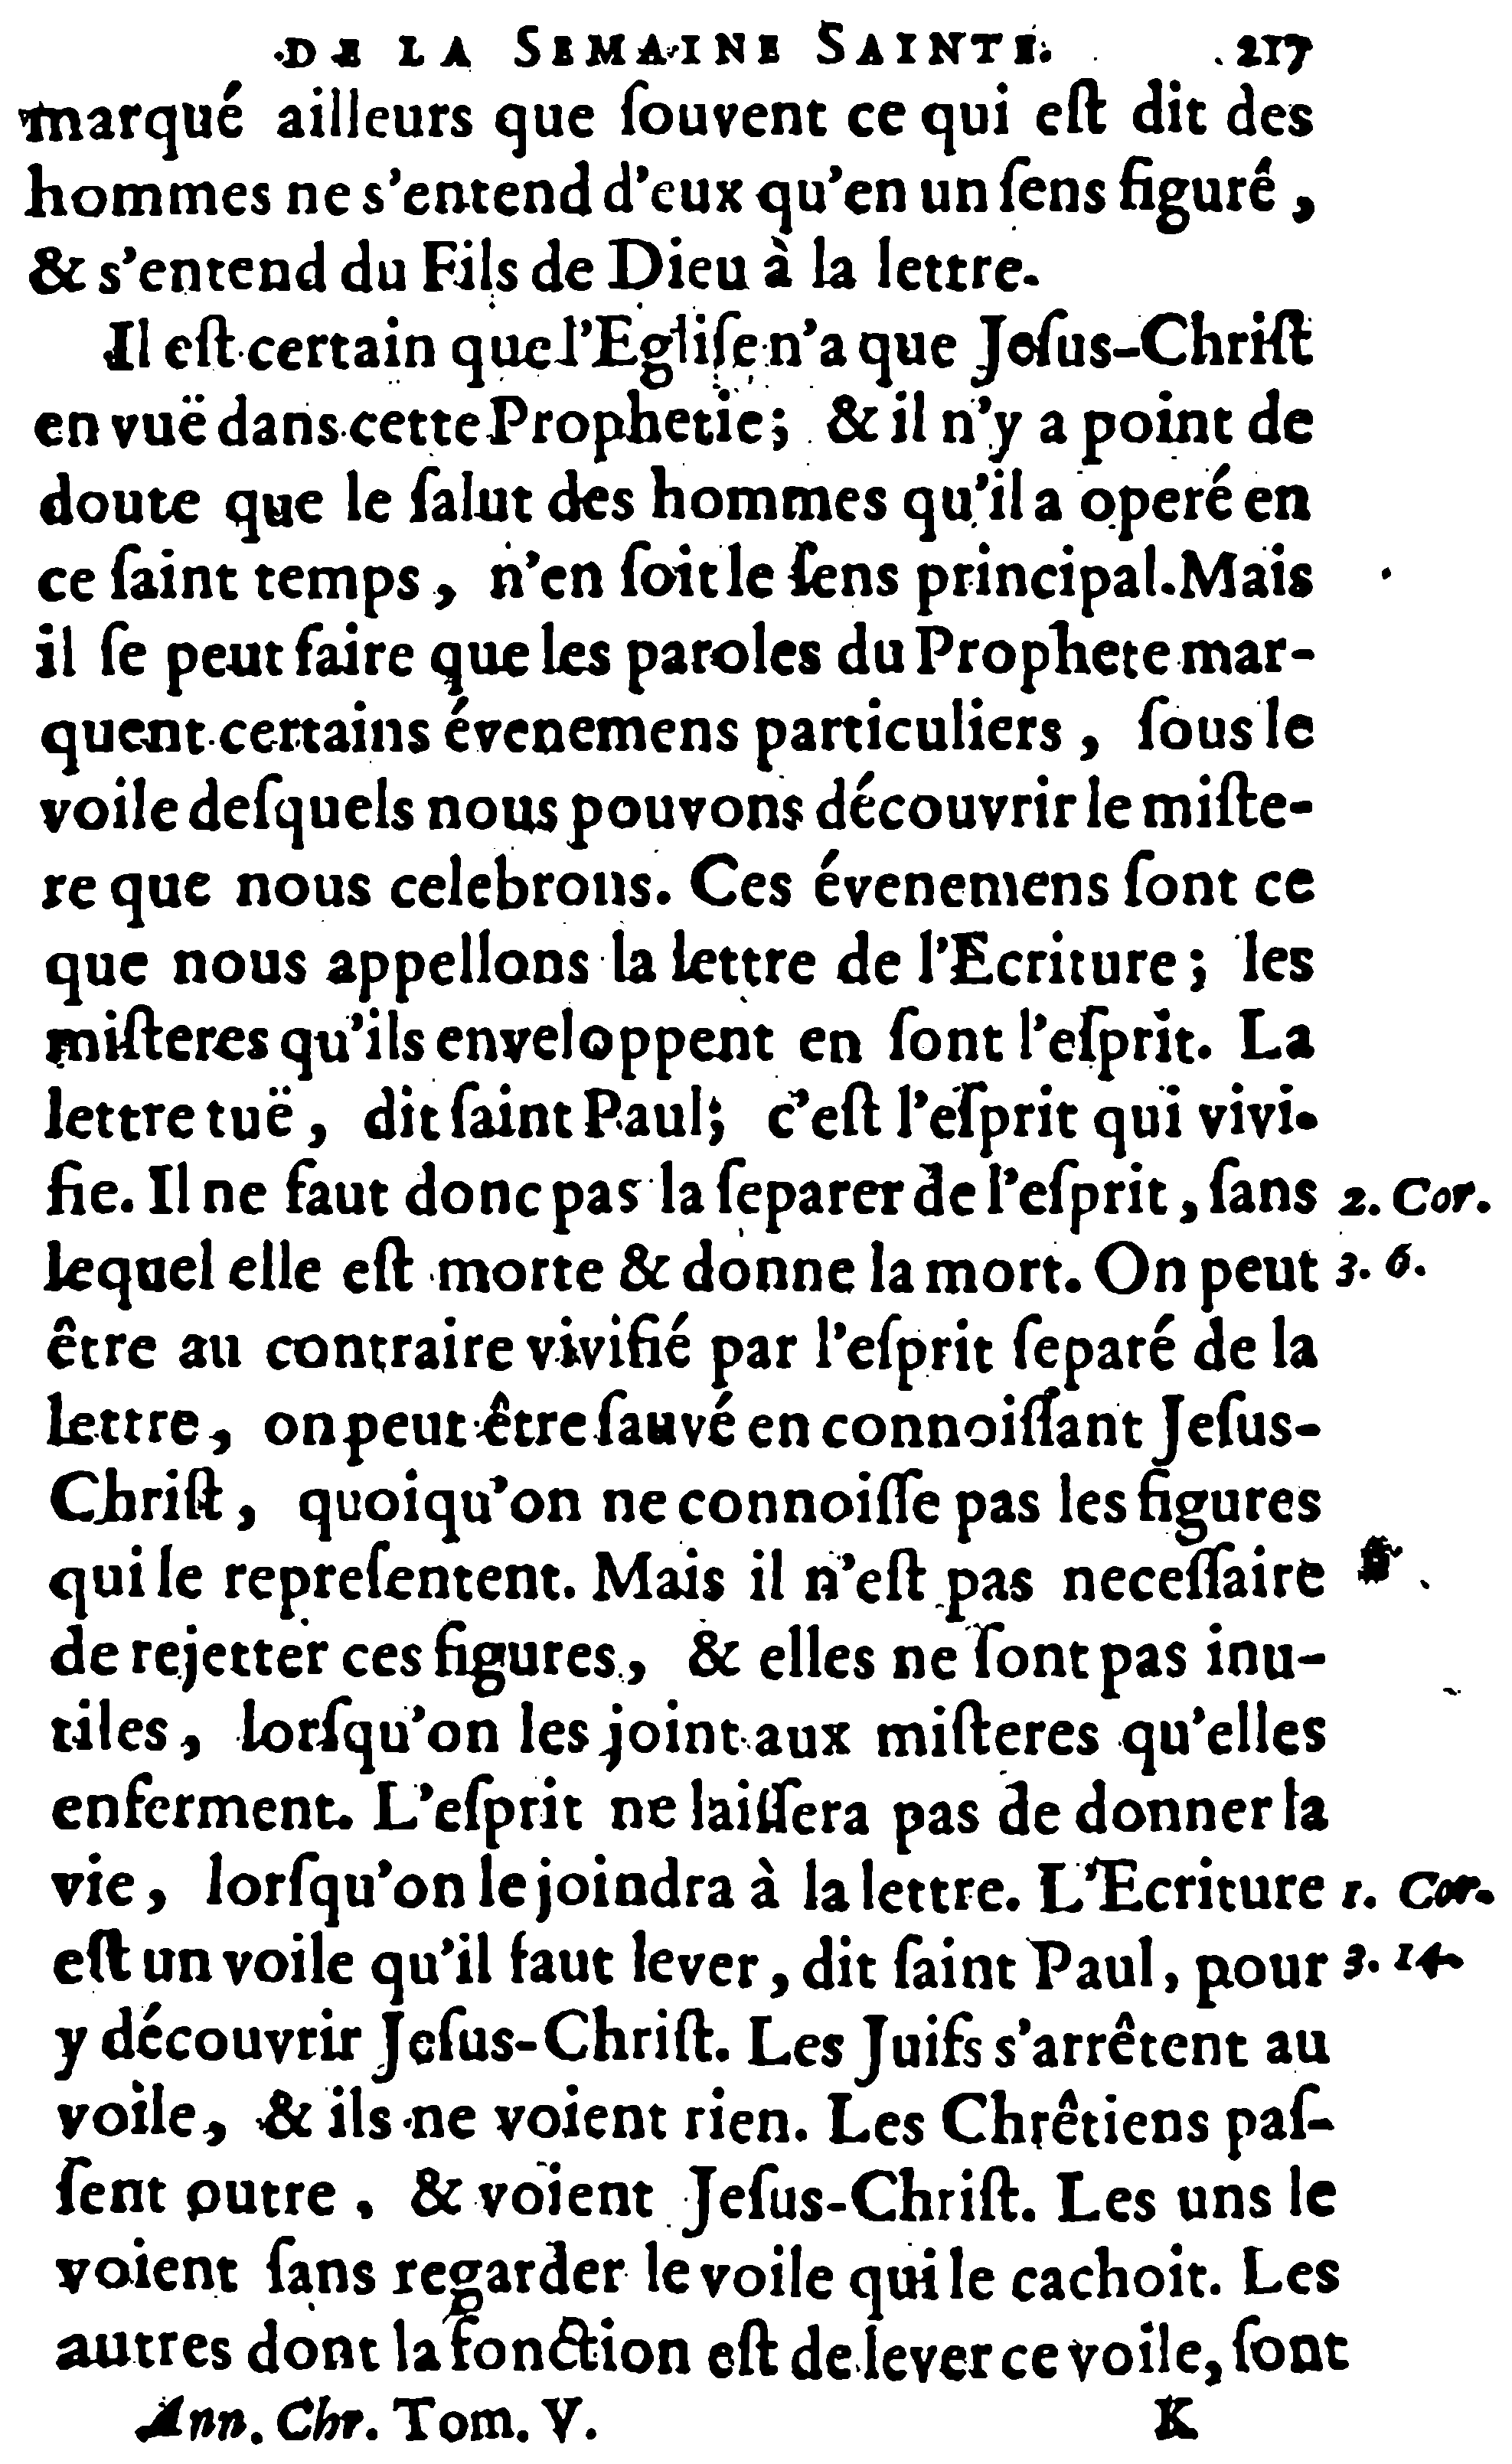 DE LA SEMAINE SAINTE. 217
marqué ailleurs que ſouvent ce qui eſt dit des
hommes ne s'entend d'eux qu'en un ſens figuré,
& s'entend du Fils de Dieu à la lettre.
Il eſt certain que l'Egliſe n'a que Jeſus-Chriſt
en vuë dans cette Prophetie; & il n'y a point de
doute que le ſalut des hommes qu'il a operé en
ce ſaint temps, n'en ſoit le ſens principal. Mais
il ſe peut faire que les paroles du Prophete mar-
quent certains évenemens particuliers, ſous le
voile deſquels nous pouvons découvrir le miſte-
re que nous celebrons. Ces évenemens ſont ce
que nous appellons la lettre de l'Ecriture; les
miſteres qu'ils enveloppent en ſont l'eſprit. La
lettre tuë, dit ſaint Paul; c'eſt l'eſprit qui vivi-
fie. Il ne faut donc pas la ſeparer de l'eſprit, ſans 2. Cor.
lequel elle eſt morte & donne la mort. On peut 3. 6.
être au contraire vivifié par l'eſprit ſeparé de la
lettre, on peut être ſauvé en connoiſſant Jeſus-
Chriſt, quoiqu'on ne connoiſſe pas les figures
qui le repreſentent. Mais il n'eſt pas neceſſaire
de rejetter ces figures, & elles ne ſont pas inu-
tiles, lorſqu'on les joint aux miſteres qu'elles
enferment. L'eſprit ne laiſſera pas de donner la
vie, lorſqu'on le joindra à la lettre. L'Ecriture 1. Cor.
eſt un voile qu'il faut lever, dit ſaint Paul, pour 3. 14.
y découvrir Jeſus-Chriſt. Les Juifs s'arrêtent au
voile, & ils ne voient rien. Les Chrêtiens paſ-
ſent outre, & voient Jeſus-Chriſt. Les uns le
voient ſans regarder le voile qui le cachoit. Les
autres dont la fonction eſt de lever ce voile, ſont
Ann. Chr. Tom. V. K